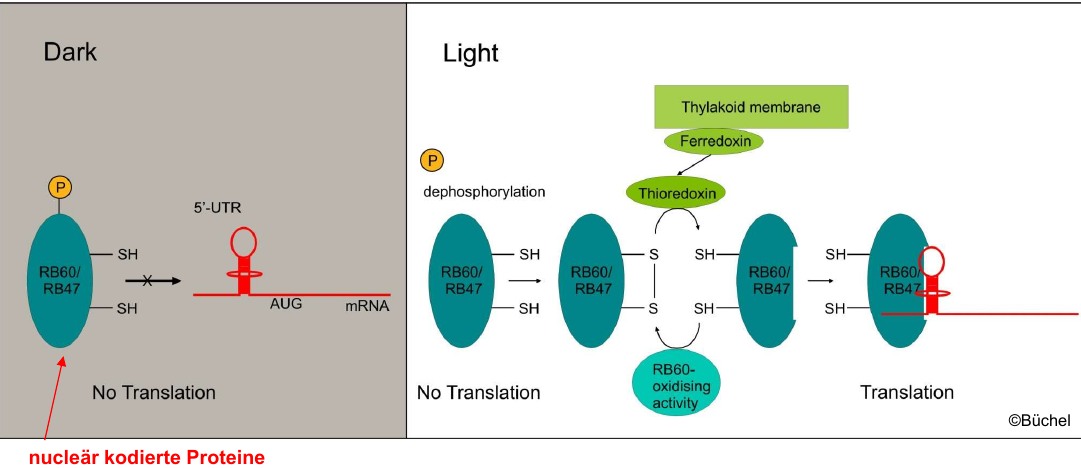 Dark
P
5'-UTR
SH
RB60/
RB47
X
SH
AUG
mRNA
No Translation
nucleär kodierte Proteine
Light
Thylakoid membrane
Ferredoxin
P
dephosphorylation
Thioredoxin
SH
RB60/
RB47
SH
No Translation
S
RB60/
RB47
S
SH
RB60/
RB47
SH
RB60-
oxidising
activity
SH
RB60/
RB47
SH
Translation
©Büchel